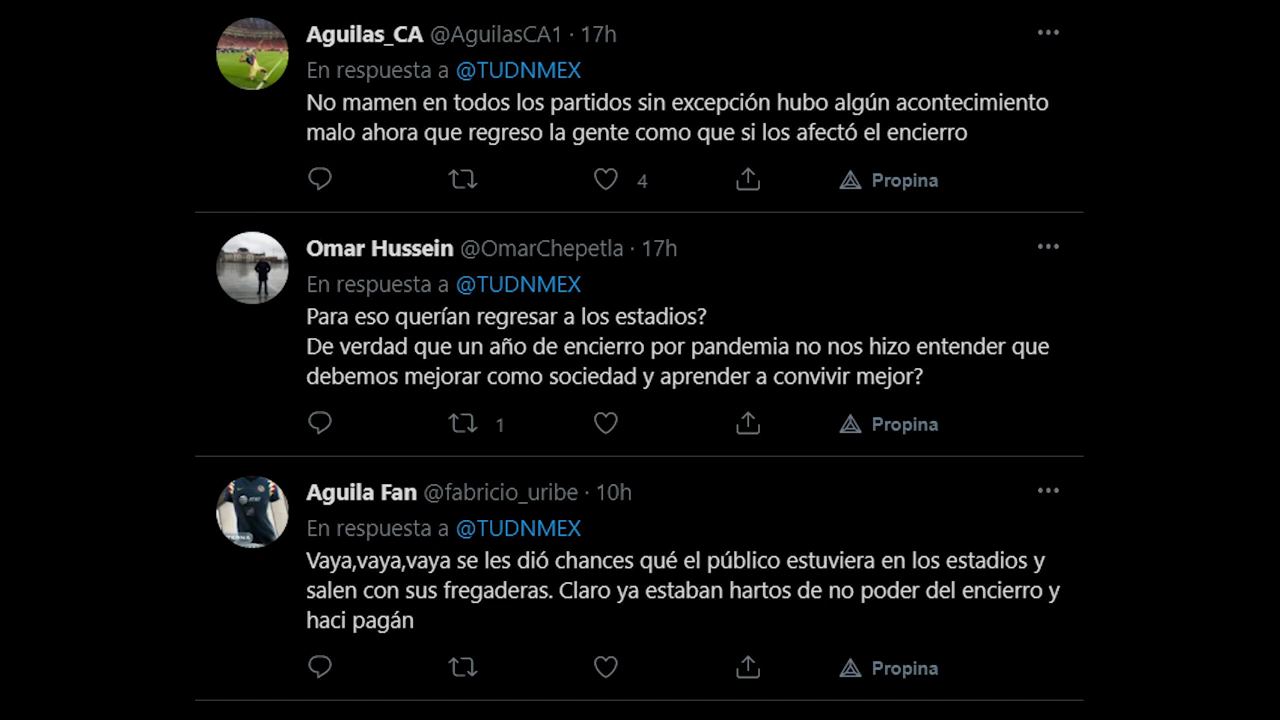 Aguilas_CA @AguilasCA1 · 17h
En respuesta a @TUDNMEX
No mamen en todos los partidos sin excepción hubo algún acontecimiento
malo ahora que regreso la gente como que si los afectó el encierro
4 Propina
Omar Hussein @OmarChepetla · 17h
En respuesta a @TUDNMEX
Para eso querían regresar a los estadios?
De verdad que un año de encierro por pandemia no nos hizo entender que
debemos mejorar como sociedad y aprender a convivir mejor?
1 Propina
Aguila Fan @fabricio_uribe · 10h
En respuesta a @TUDNMEX
Vaya,vaya,vaya se les dió chances qué el público estuviera en los estadios y
salen con sus fregaderas. Claro ya estaban hartos de no poder del encierro y
haci pagán
Propina